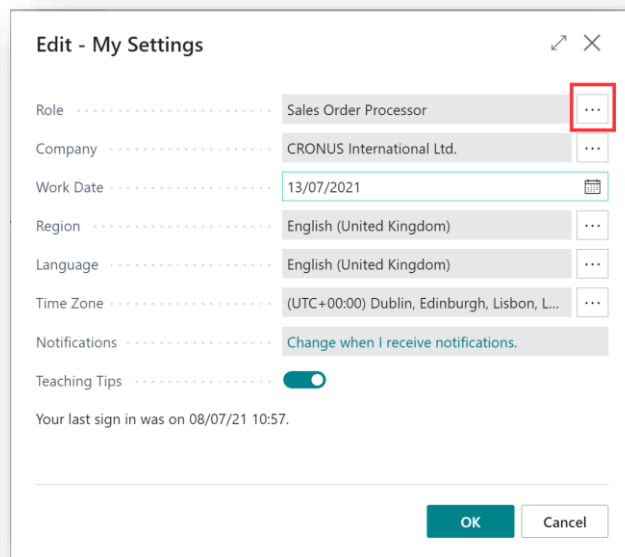 Edit - My Settings
Role Sales Order Processor
Company CRONUS International Ltd.
Work Date 13/07/2021
Region English (United Kingdom)
Language English (United Kingdom)
Time Zone (UTC+00:00) Dublin, Edinburgh, Lisbon, L...
Notifications Change when I receive notifications.
Teaching Tips
Your last sign in was on 08/07/21 10:57.
OK Cancel